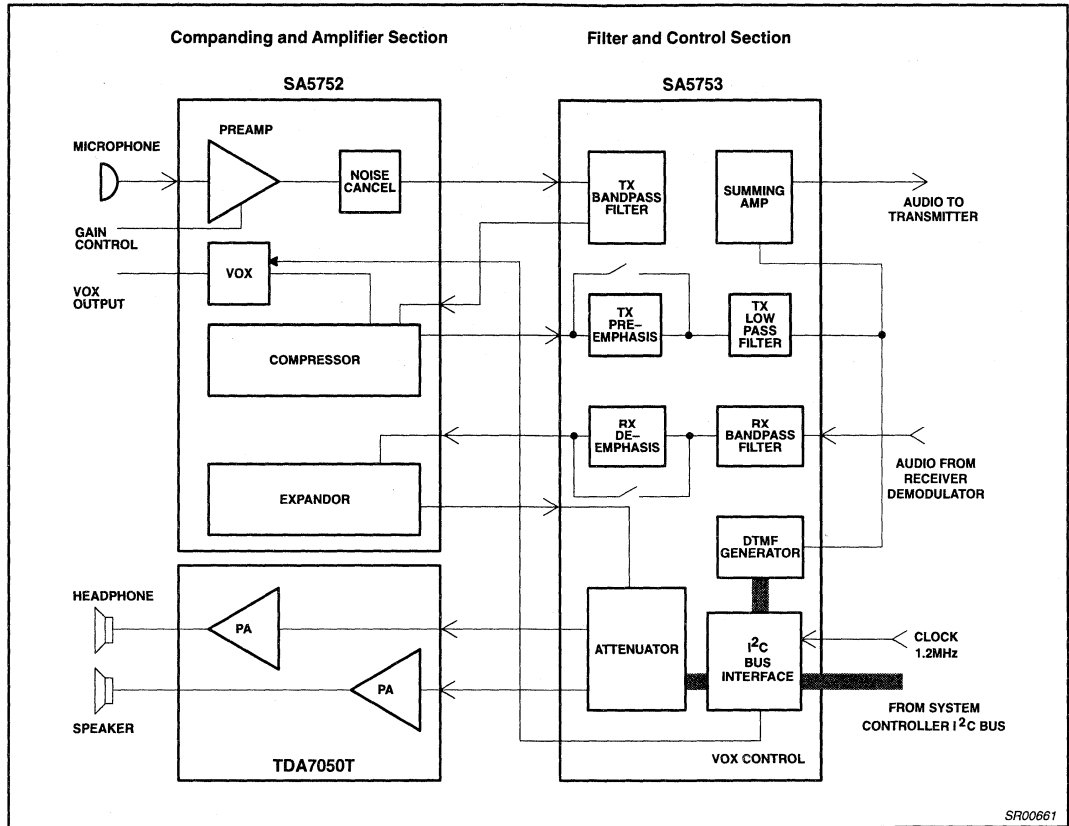 Companding and Amplifier Section
Filter and Control Section
SA5752
SA5753
MICROPHONE
PREAMP
NOISE
CANCEL
TX
BANDPASS
FILTER
SUMMING
AMP
AUDIO TO
TRANSMITTER
GAIN
CONTROL
VOX
VOX
OUTPUT
COMPRESSOR
TX
PRE–
EMPHASIS
TX
LOW
PASS
FILTER
RX
DE–
EMPHASIS
RX
BANDPASS
FILTER
AUDIO FROM
RECEIVER
DEMODULATOR
EXPANDOR
DTMF
GENERATOR
HEADPHONE
PA
ATTENUATOR
I²C
BUS
INTERFACE
CLOCK
1.2MHz
PA
SPEAKER
FROM SYSTEM
CONTROLLER I²C BUS
VOX CONTROL
TDA7050T
SR00661